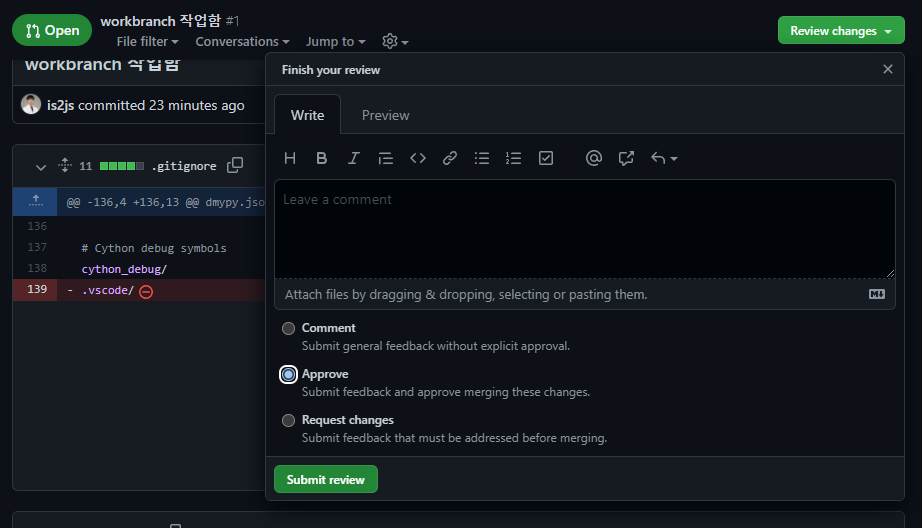 Open
workbranch 작업함 #1
File filter Conversations Jump to
Review changes
workbranch 작업함
is2js committed 23 minutes ago
11 .gitignore
@@ -136,4 +136,13 @@ dmypy.jso
136
137 # Cython debug symbols
138 cython_debug/
139 - .vscode/
Finish your review
Write Preview
Leave a comment
Attach files by dragging & dropping, selecting or pasting them.
Comment
Submit general feedback without explicit approval.
Approve
Submit feedback and approve merging these changes.
Request changes
Submit feedback that must be addressed before merging.
Submit review